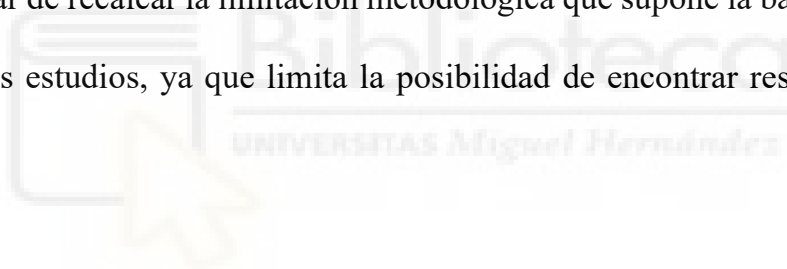 ar de recalcar la limitación metodológica que supone la ba
s estudios, ya que limita la posibilidad de encontrar res
Biblioteca
UNIVERSITAS Miguel Hernández